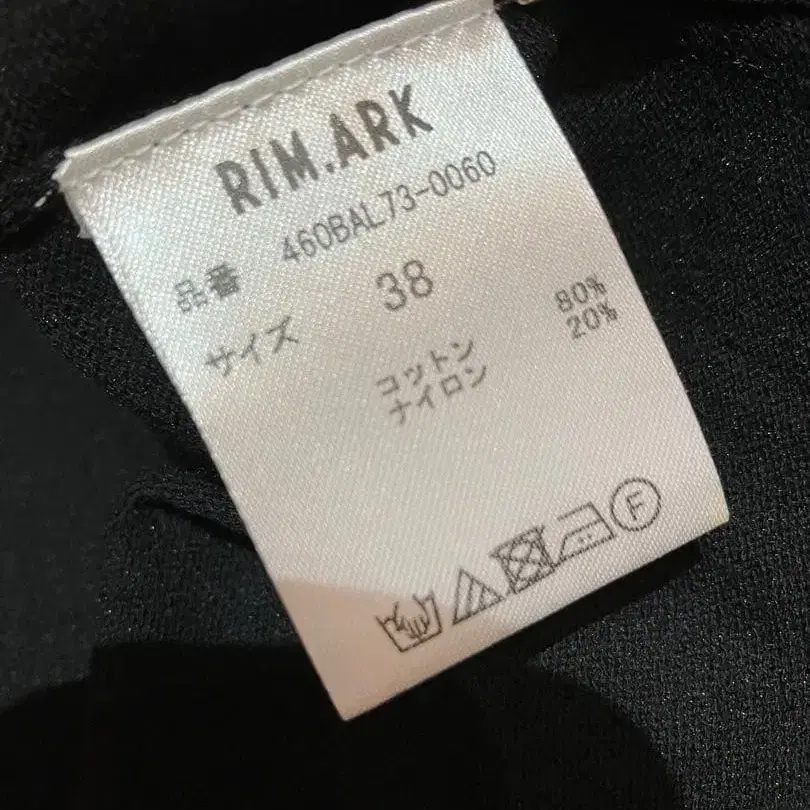 RIM.ARK
品番 460BAL73-0060
サイズ 38
コットン 80%
ナイロン 20%
F